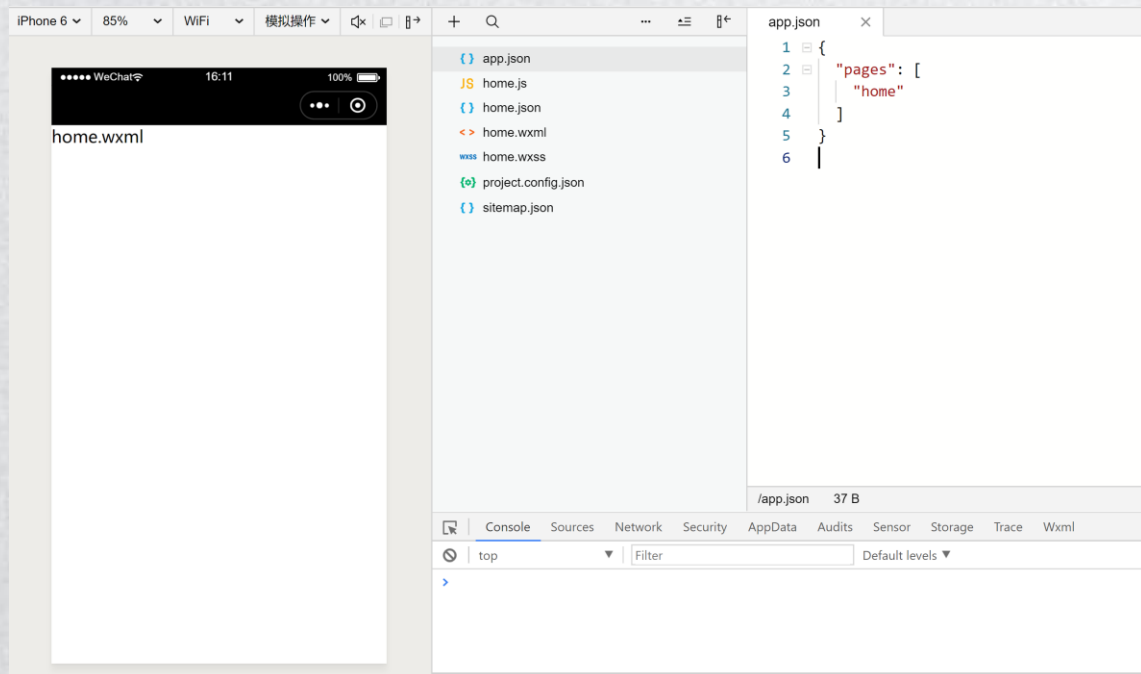 iPhone 6 85% WiFi 模拟操作
●●●●● WeChat 16:11 100%
home.wxml
app.json
JS home.js
home.json
home.wxml
wxss home.wxss
project.config.json
sitemap.json
app.json
1 {
2 "pages": [
3 "home"
4 ]
5 }
6
/app.json 37 B
Console Sources Network Security AppData Audits Sensor Storage Trace Wxml
top Filter Default levels